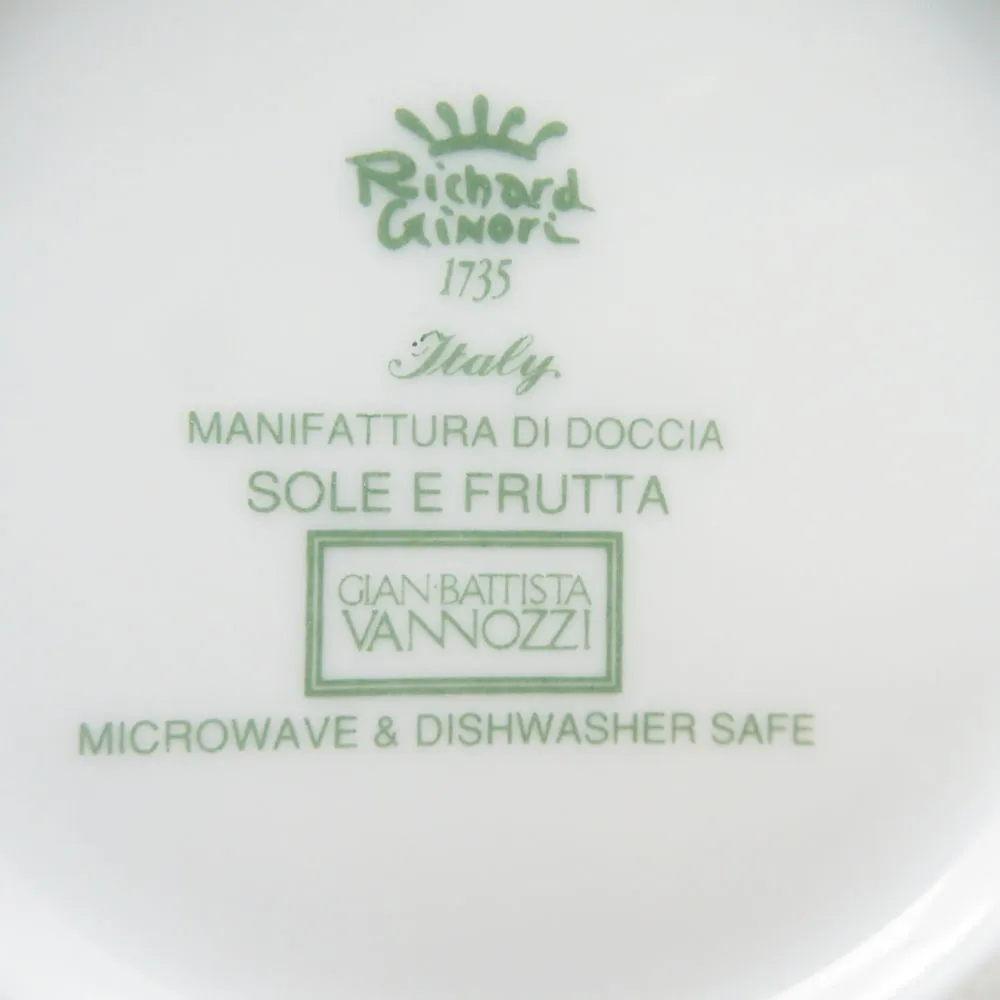 Richard
Ginori
1735
Italy
MANIFATTURA DI DOCCIA
SOLE E FRUTTA
GIAN·BATTISTA
VANNOZZI
MICROWAVE & DISHWASHER SAFE